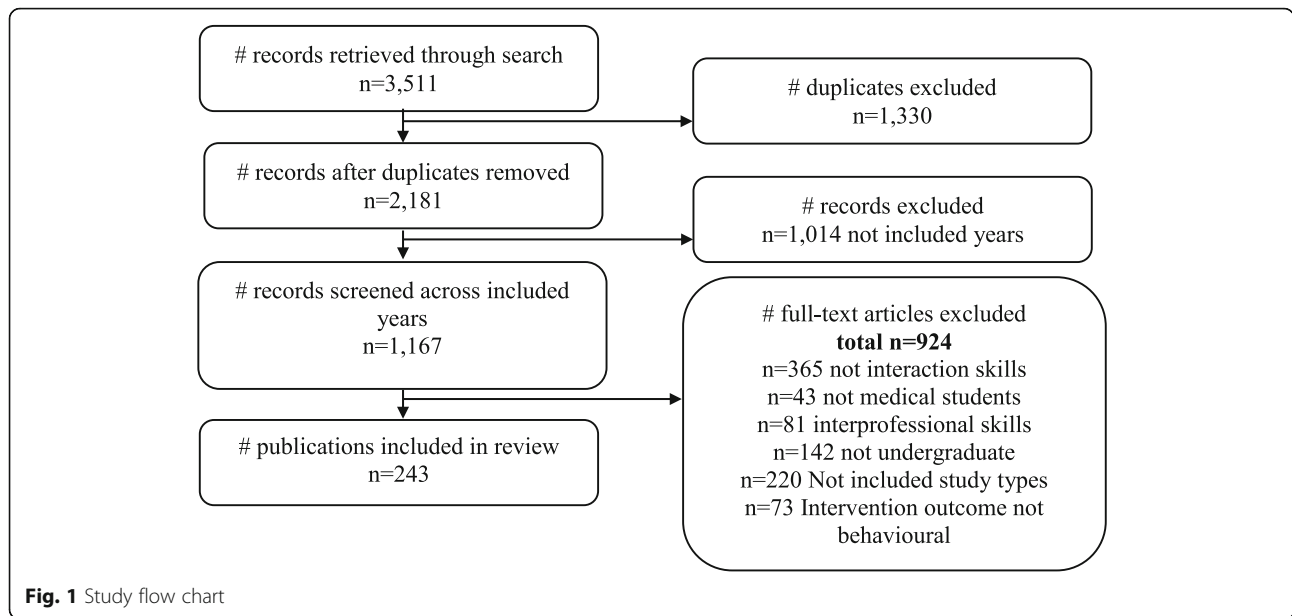 # records retrieved through search
n=3,511
# duplicates excluded
n=1,330
# records after duplicates removed
n=2,181
# records excluded
n=1,014 not included years
# records screened across included
years
n=1,167
# full-text articles excluded
total n=924
n=365 not interaction skills
n=43 not medical students
n=81 interprofessional skills
n=142 not undergraduate
n=220 Not included study types
n=73 Intervention outcome not
behavioural
# publications included in review
n=243
Fig. 1 Study flow chart